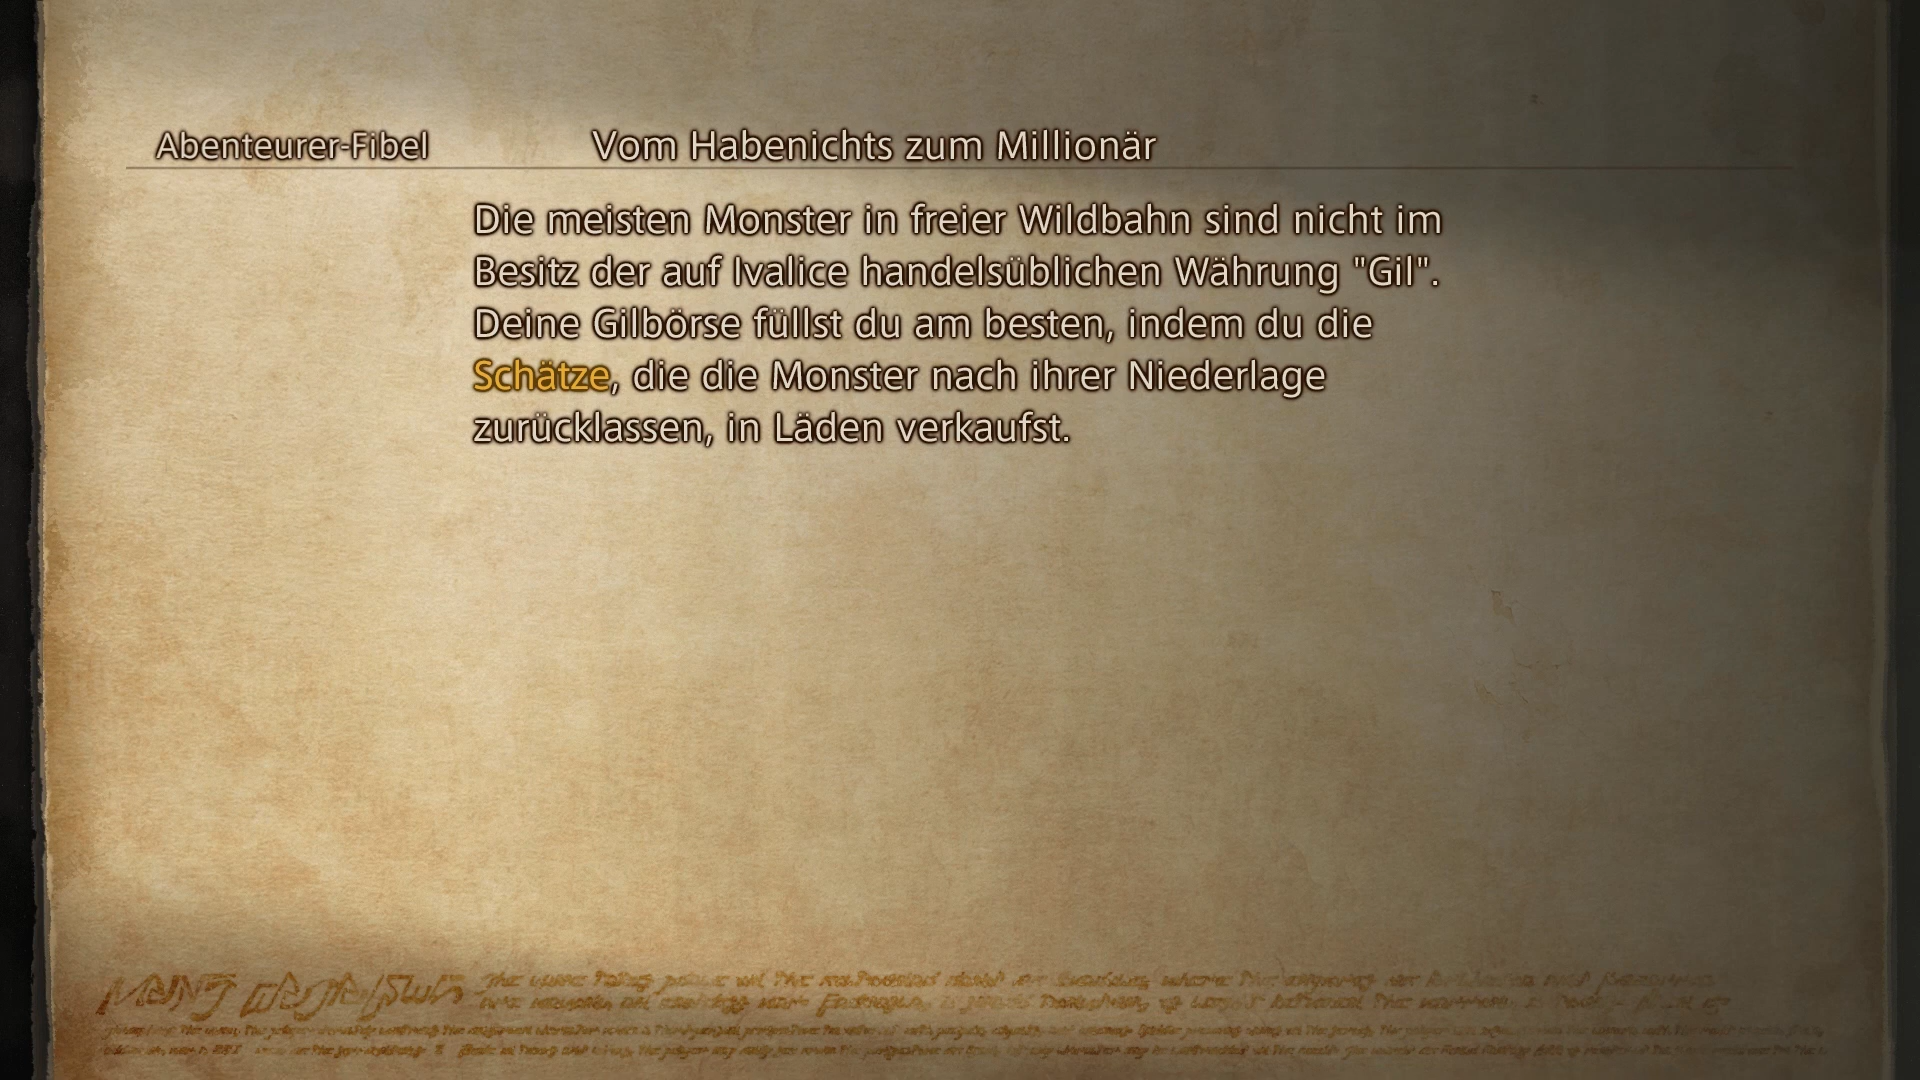 Abenteurer-Fibel
Vom Habenichts zum Millionär
Die meisten Monster in freier Wildbahn sind nicht im
Besitz der auf Ivalice handelsüblichen Währung "Gil".
Deine Gilbörse füllst du am besten, indem du die
Schätze, die die Monster nach ihrer Niederlage
zurücklassen, in Läden verkaufst.